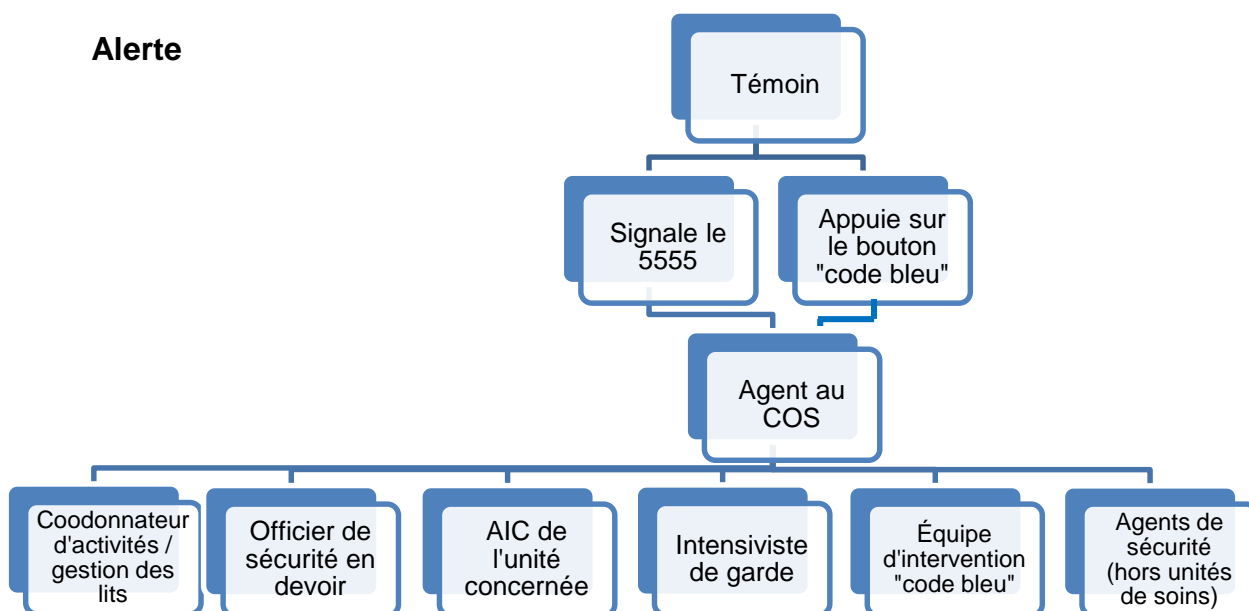 Alerte
Témoin
Signale le
5555
Appuie sur
le bouton
"code bleu"
Agent au
COS
Coodonnateur
d'activités /
gestion des
lits
Officier de
sécurité en
devoir
AIC de
l'unité
concernée
Intensiviste
de garde
Équipe
d'intervention
"code bleu"
Agents de
sécurité
(hors unités
de soins)